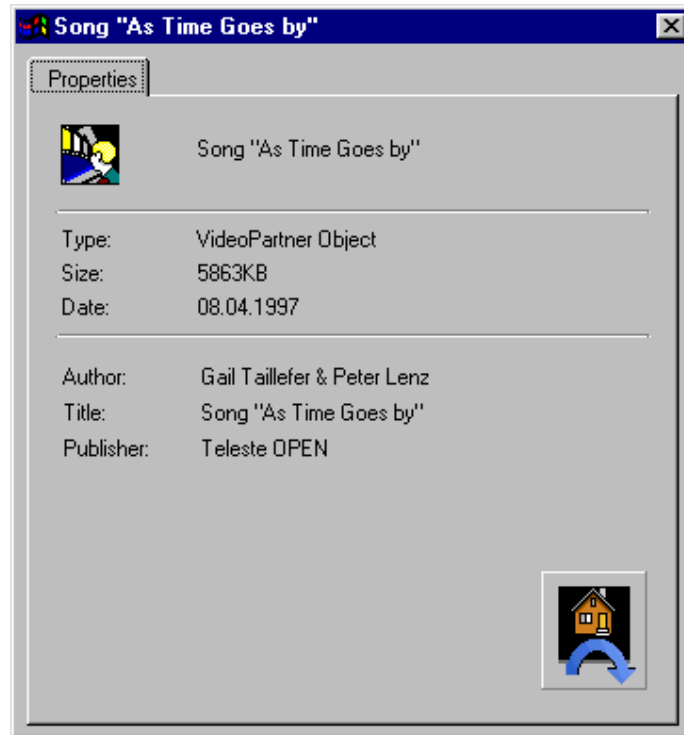 Song "As Time Goes by"
Properties
Song "As Time Goes by"
Type: VideoPartner Object
Size: 5863KB
Date: 08.04.1997
Author: Gail Taillefer & Peter Lenz
Title: Song "As Time Goes by"
Publisher: Teleste OPEN